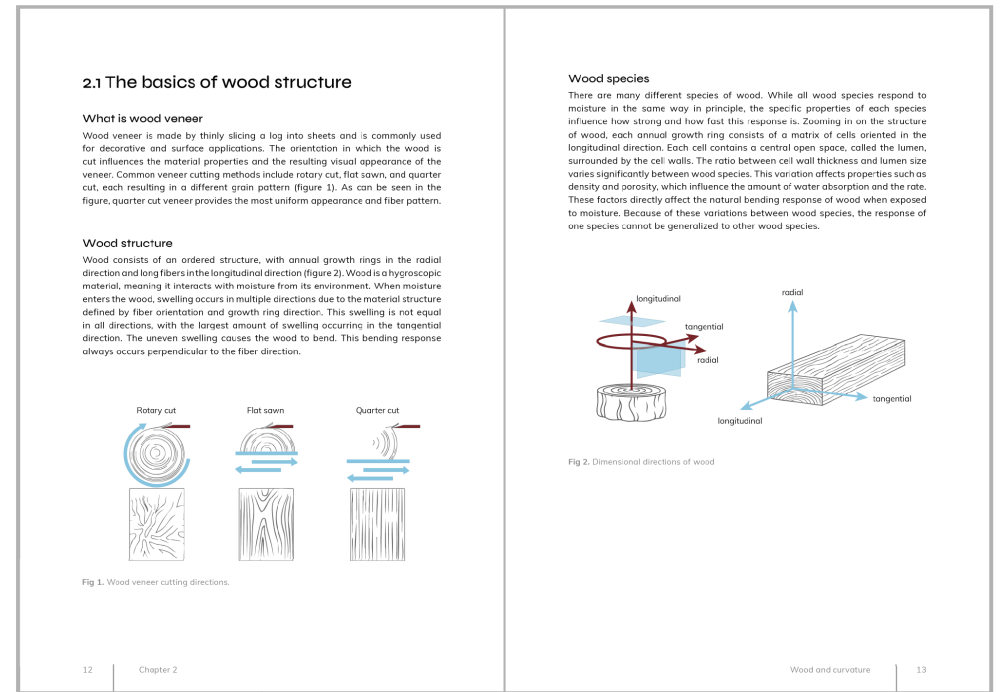 2.1 The basics of wood structure
What is wood veneer
Wood veneer is made by thinly slicing a log into sheets and is commonly used
for decorative and surface applications. The orientation in which the wood is
cut influences the material properties and the resulting visual appearance of the
veneer. Common veneer cutting methods include rotary cut, flat sawn, and quarter
cut, each resulting in a different grain pattern (figure 1). As can be seen in the
figure, quarter cut veneer provides the most uniform appearance and fiber pattern.
Wood structure
Wood consists of an ordered structure, with annual growth rings in the radial
direction and long fibers in the longitudinal direction (figure 2). Wood is a hygroscopic
material, meaning it interacts with moisture from its environment. When moisture
enters the wood, swelling occurs in multiple directions due to the material structure
defined by fiber orientation and growth ring direction. This swelling is not equal
in all directions, with the largest amount of swelling occurring in the tangential
direction. The uneven swelling causes the wood to bend. This bending response
always occurs perpendicular to the fiber direction.
Rotary cut
Flat sawn
Quarter cut
Fig 1. Wood veneer cutting directions.
12
Chapter 2
Wood species
There are many different species of wood. While all wood species respond to
moisture in the same way in principle, the specific properties of each species
influence how strong and how fast this response is. Zooming in on the structure
of wood, each annual growth ring consists of a matrix of cells oriented in the
longitudinal direction. Each cell contains a central open space, called the lumen,
surrounded by the cell walls. The ratio between cell wall thickness and lumen size
varies significantly between wood species. This variation affects properties such as
density and porosity, which influence the amount of water absorption and the rate.
These factors directly affect the natural bending response of wood when exposed
to moisture. Because of these variations between wood species, the response of
one species cannot be generalized to other wood species.
longitudinal
tangential
radial
radial
tangential
longitudinal
Fig 2. Dimensional directions of wood
Wood and curvature
13